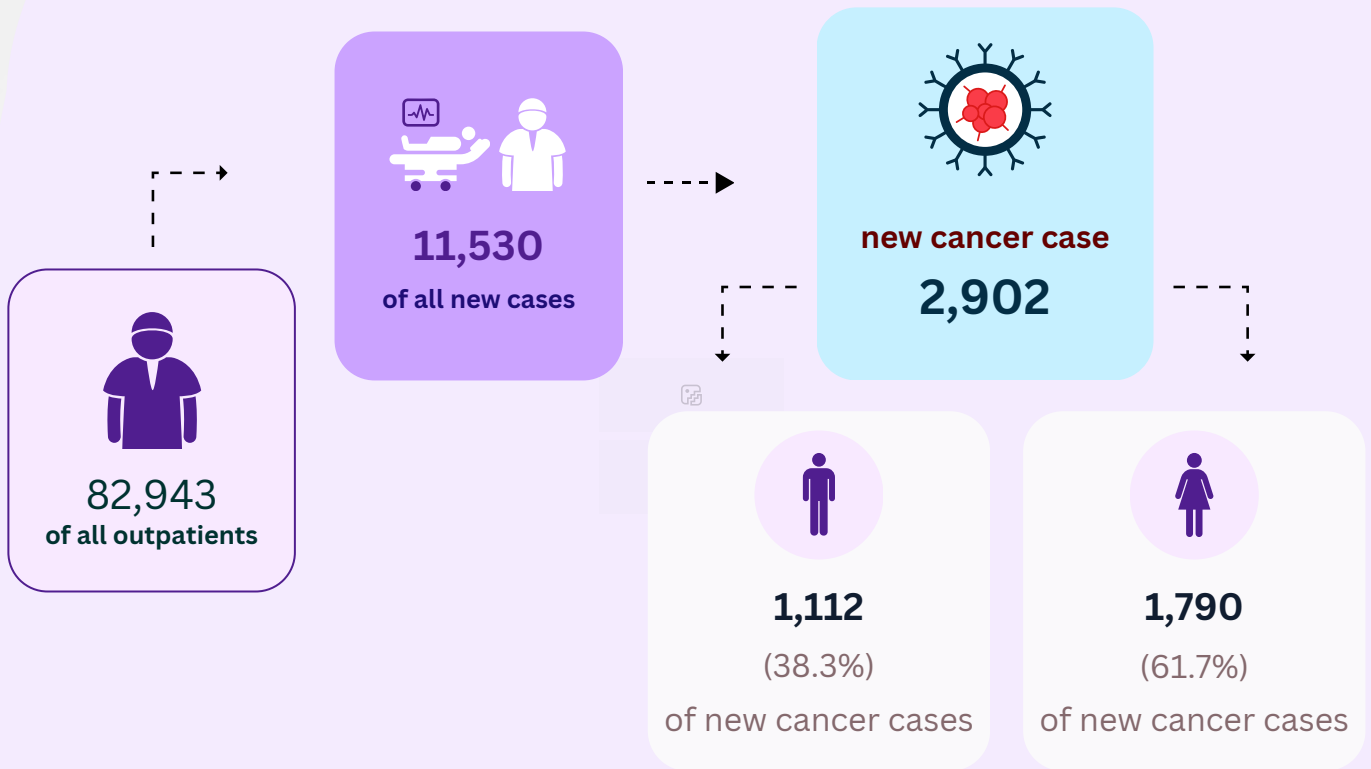 82,943
of all outpatients
11,530
of all new cases
new cancer case
2,902
1,112
(38.3%)
of new cancer cases
1,790
(61.7%)
of new cancer cases